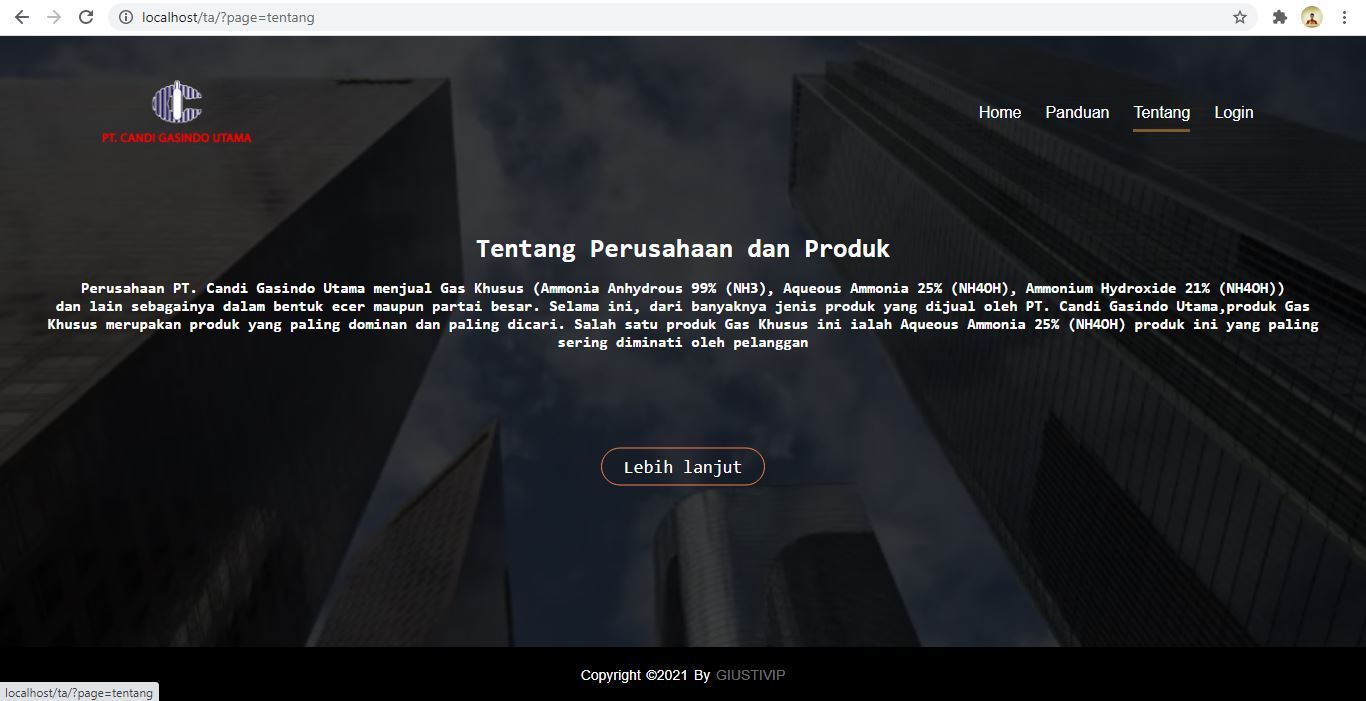 localhost/ta/?page=tentang
PT. CANDI GASINDO UTAMA
Home Panduan Tentang Login
Tentang Perusahaan dan Produk
Perusahaan PT. Candi Gasindo Utama menjual Gas Khusus (Ammonia Anhydrous 99% (NH3), Aqueous Ammonia 25% (NH4OH), Ammonium Hydroxide 21% (NH4OH))
dan lain sebagainya dalam bentuk ecer maupun partai besar. Selama ini, dari banyaknya jenis produk yang dijual oleh PT. Candi Gasindo Utama,produk Gas
Khusus merupakan produk yang paling dominan dan paling dicari. Salah satu produk Gas Khusus ini ialah Aqueous Ammonia 25% (NH4OH) produk ini yang paling
sering diminati oleh pelanggan
Lebih lanjut
Copyright ©2021 By GIUSTIVIP
localhost/ta/?page=tentang